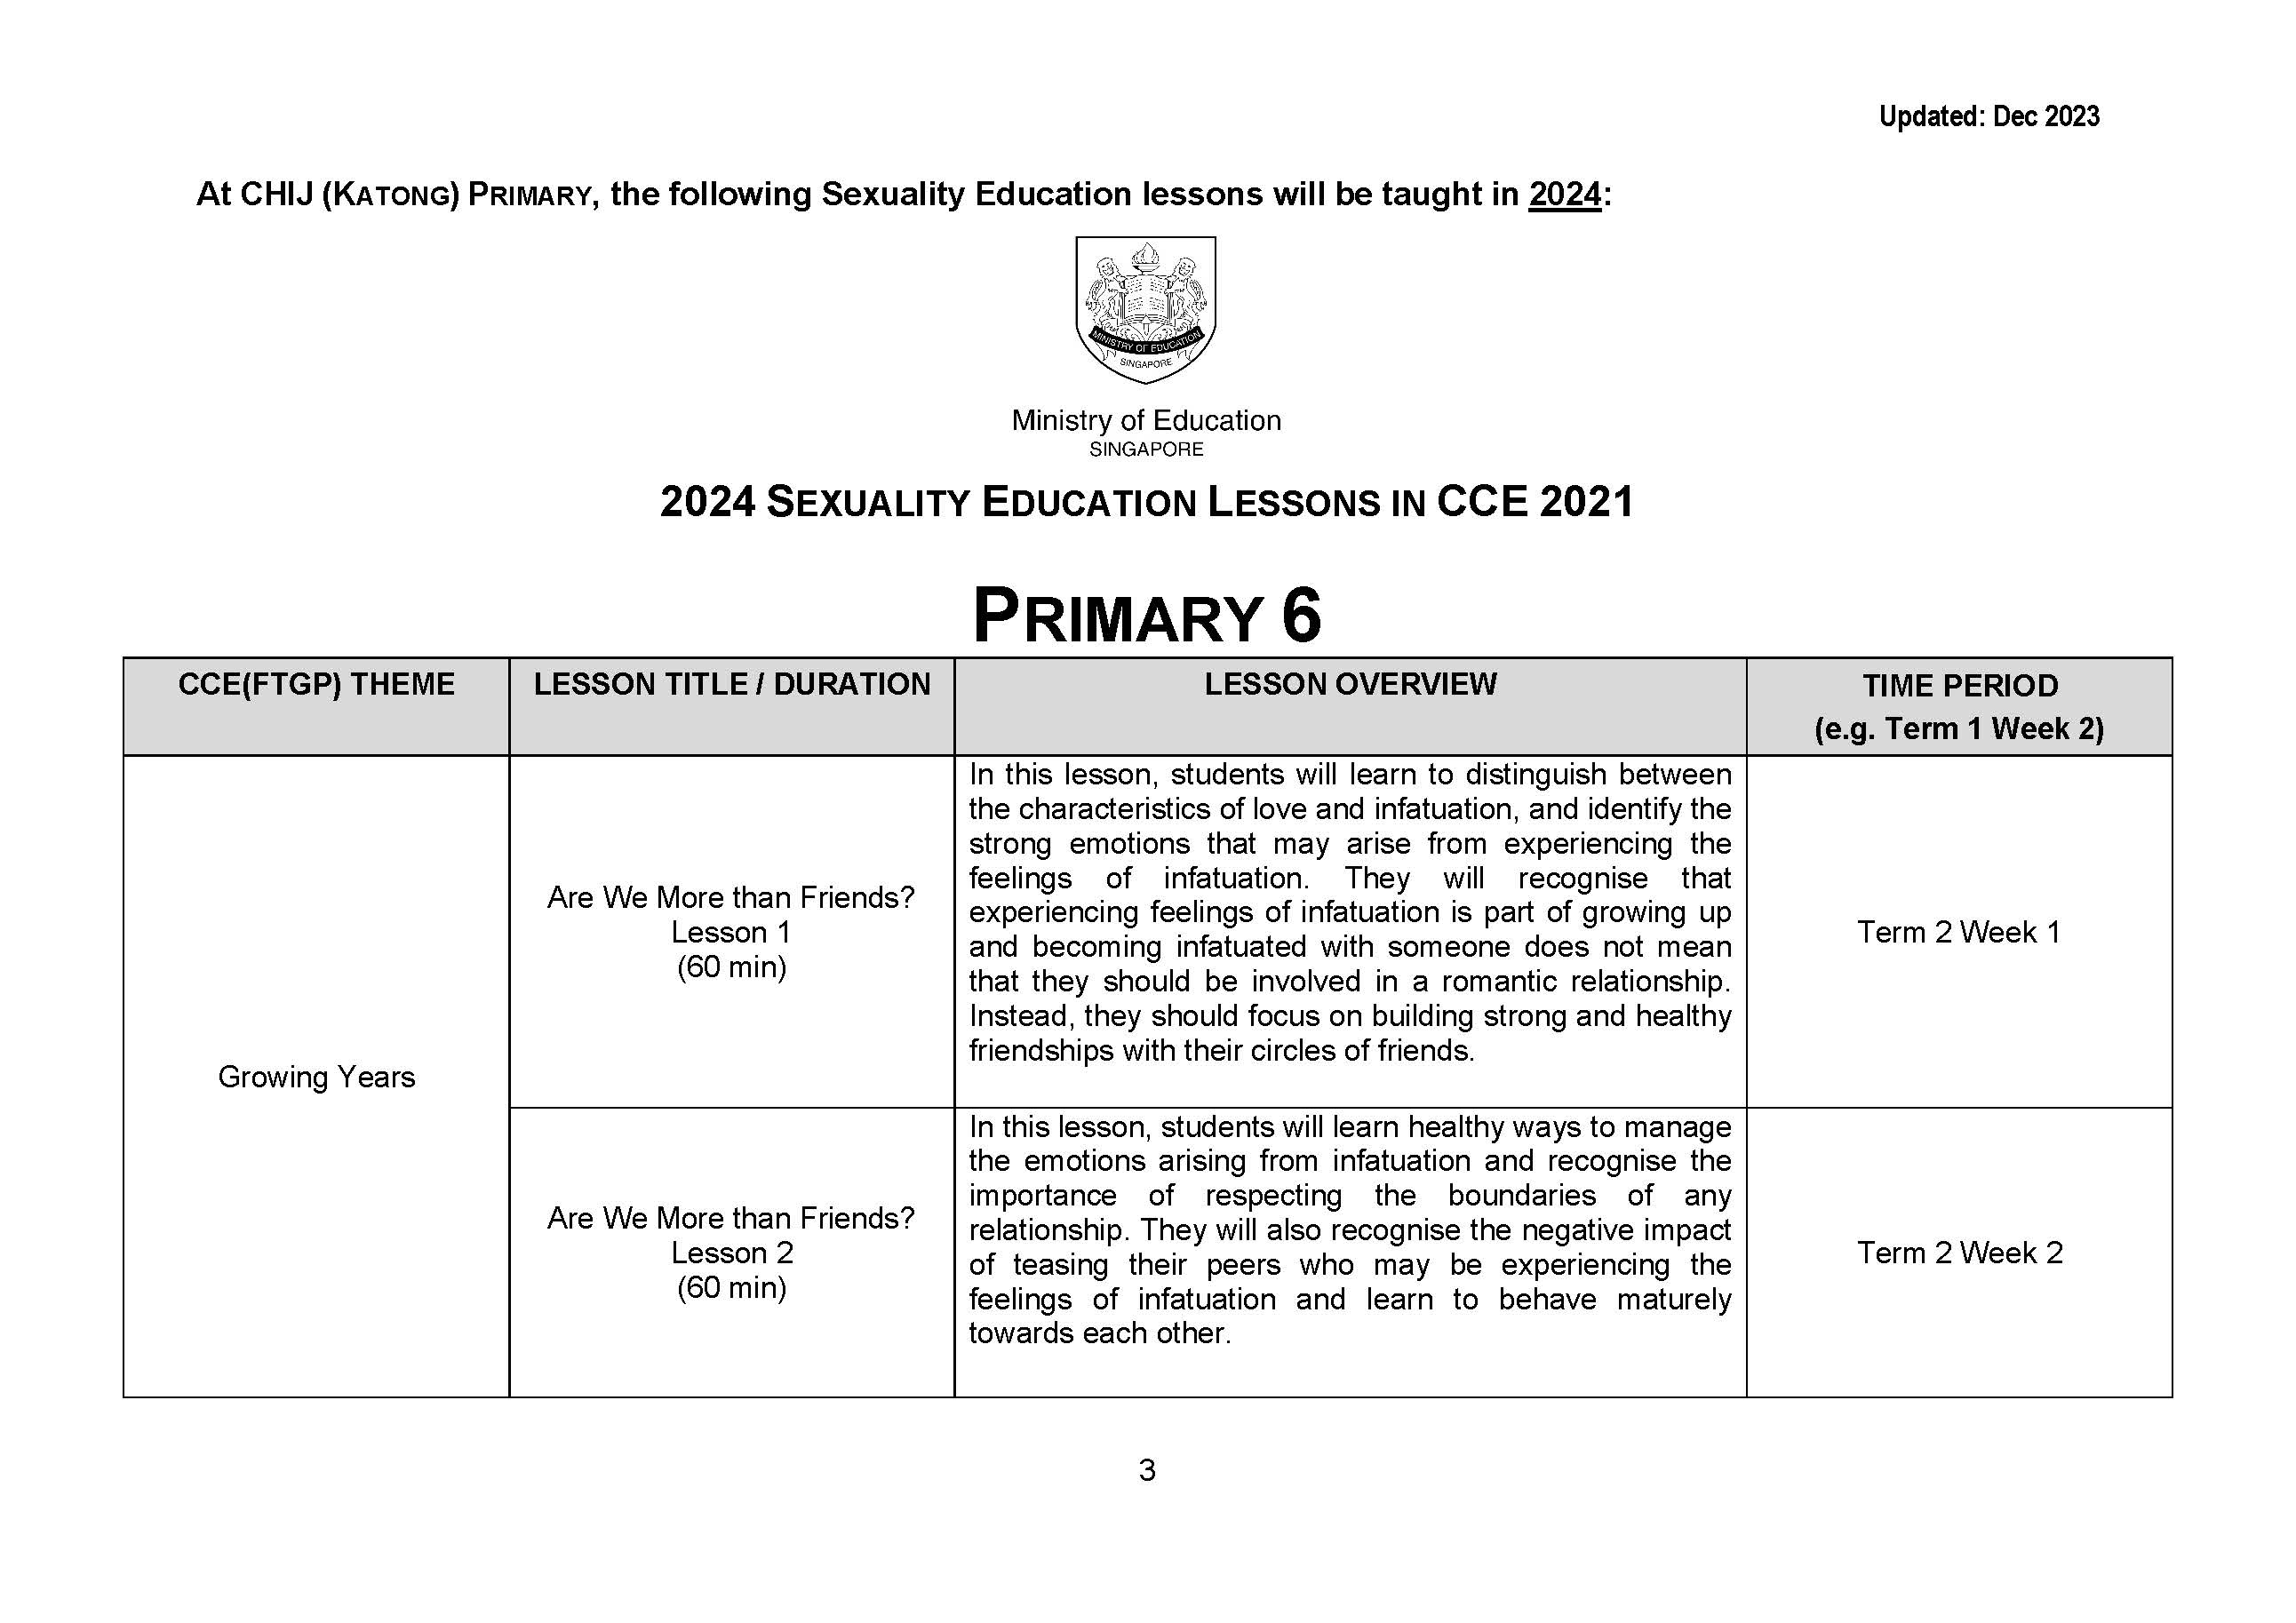 Updated: Dec 2023
At CHIJ (KATONG) PRIMARY, the following Sexuality Education lessons will be taught in 2024:
MINISTRY OF EDUCATION
SINGAPORE
Ministry of Education
SINGAPORE
2024 SEXUALITY EDUCATION LESSONS IN CCE 2021
PRIMARY 6
CCE(FTGP) THEME
LESSON TITLE / DURATION
LESSON OVERVIEW
TIME PERIOD
(e.g. Term 1 Week 2)
Growing Years
Are We More than Friends?
Lesson 1
(60 min)
In this lesson, students will learn to distinguish between
the characteristics of love and infatuation, and identify the
strong emotions that may arise from experiencing the
feelings of infatuation. They will recognise that
experiencing feelings of infatuation is part of growing up
and becoming infatuated with someone does not mean
that they should be involved in a romantic relationship.
Instead, they should focus on building strong and healthy
friendships with their circles of friends.
Term 2 Week 1
Are We More than Friends?
Lesson 2
(60 min)
In this lesson, students will learn healthy ways to manage
the emotions arising from infatuation and recognise the
importance of respecting the boundaries of any
relationship. They will also recognise the negative impact
of teasing their peers who may be experiencing the
feelings of infatuation and learn to behave maturely
towards each other.
Term 2 Week 2
3